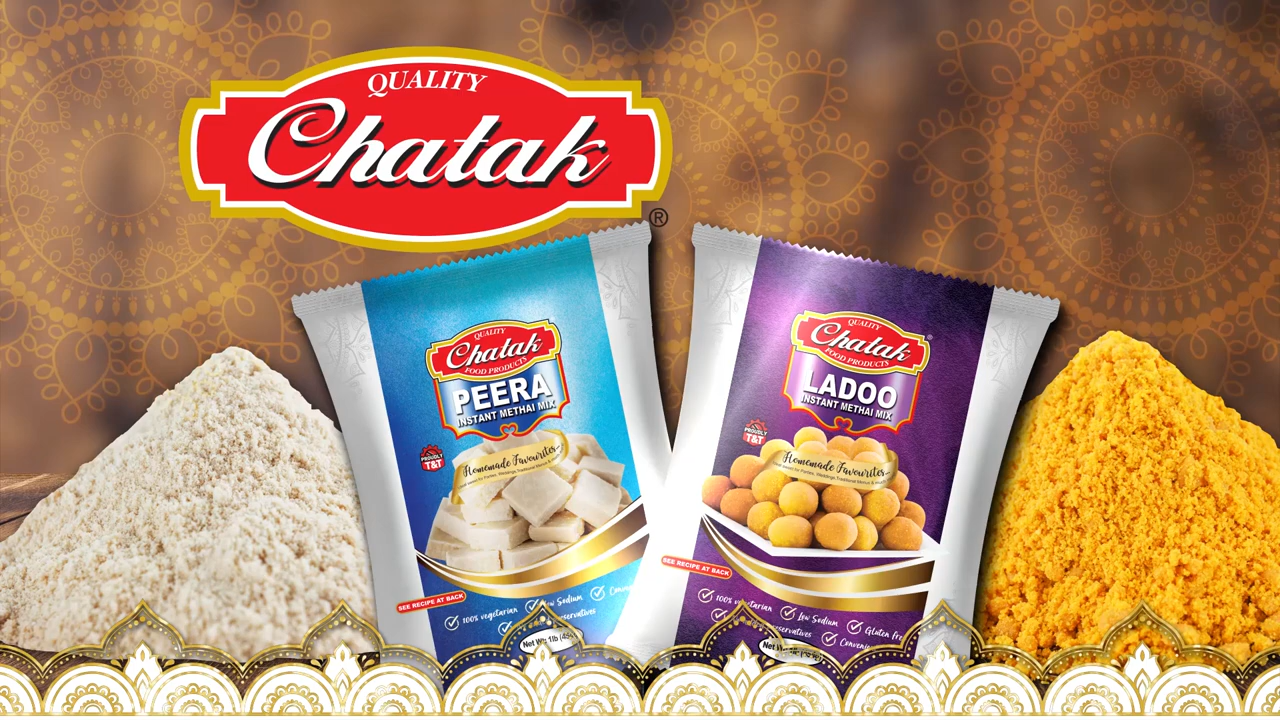 QUALITY
Chatak
®
QUALITY
Chatak
FOOD PRODUCTS
PEERA
INSTANT METHAI MIX
PROUDLY
T&T
Homemade Favourites
SEE RECIPE AT BACK
100% vegetarian
Low Sodium
Net Wt: 1lb
QUALITY
Chatak
®
FOOD PRODUCTS
LADOO
INSTANT METHAI MIX
PROUDLY
T&T
Homemade Favourites
SEE RECIPE AT BACK
100% vegetarian
Low Sodium
Gluten